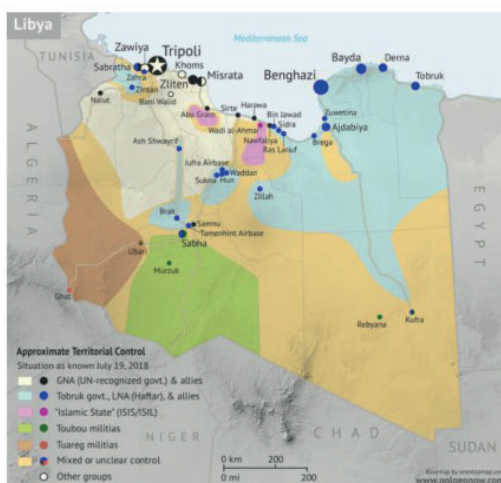 Libya
Mediterranean Sea
TUNISIA
ALGERIA
EGYPT
NIGER
CHAD
SUDAN
Zawiya
Tripoli
Sabratha
Zahra
Zintan
Khoms
Zliten
Misrata
Bani Walid
Nalut
Abu Grain
Sirte
Harawa
Bin Jawad
Wadi al-Ahmar
Sidra
Nawfaliya
Ras Lanuf
Benghazi
Bayda
Derna
Tobruk
Zuwetina
Ajdabiya
Brega
Ash Shwayrif
Jufra Airbase
Waddan
Sukna
Hun
Zillah
Brak
Samnu
Tamenhint Airbase
Sabha
Ubari
Murzuk
Ghat
Rebyana
Kufra
Approximate Territorial Control
Situation as known July 19, 2018
GNA (UN-recognized govt.) & allies
Tobruk govt., LNA (Haftar), & allies
"Islamic State" (ISIS/ISIL)
Toubou militias
Tuareg militias
Mixed or unclear control
Other groups
0 km 200
0 mi 200
www.polgeonow.com